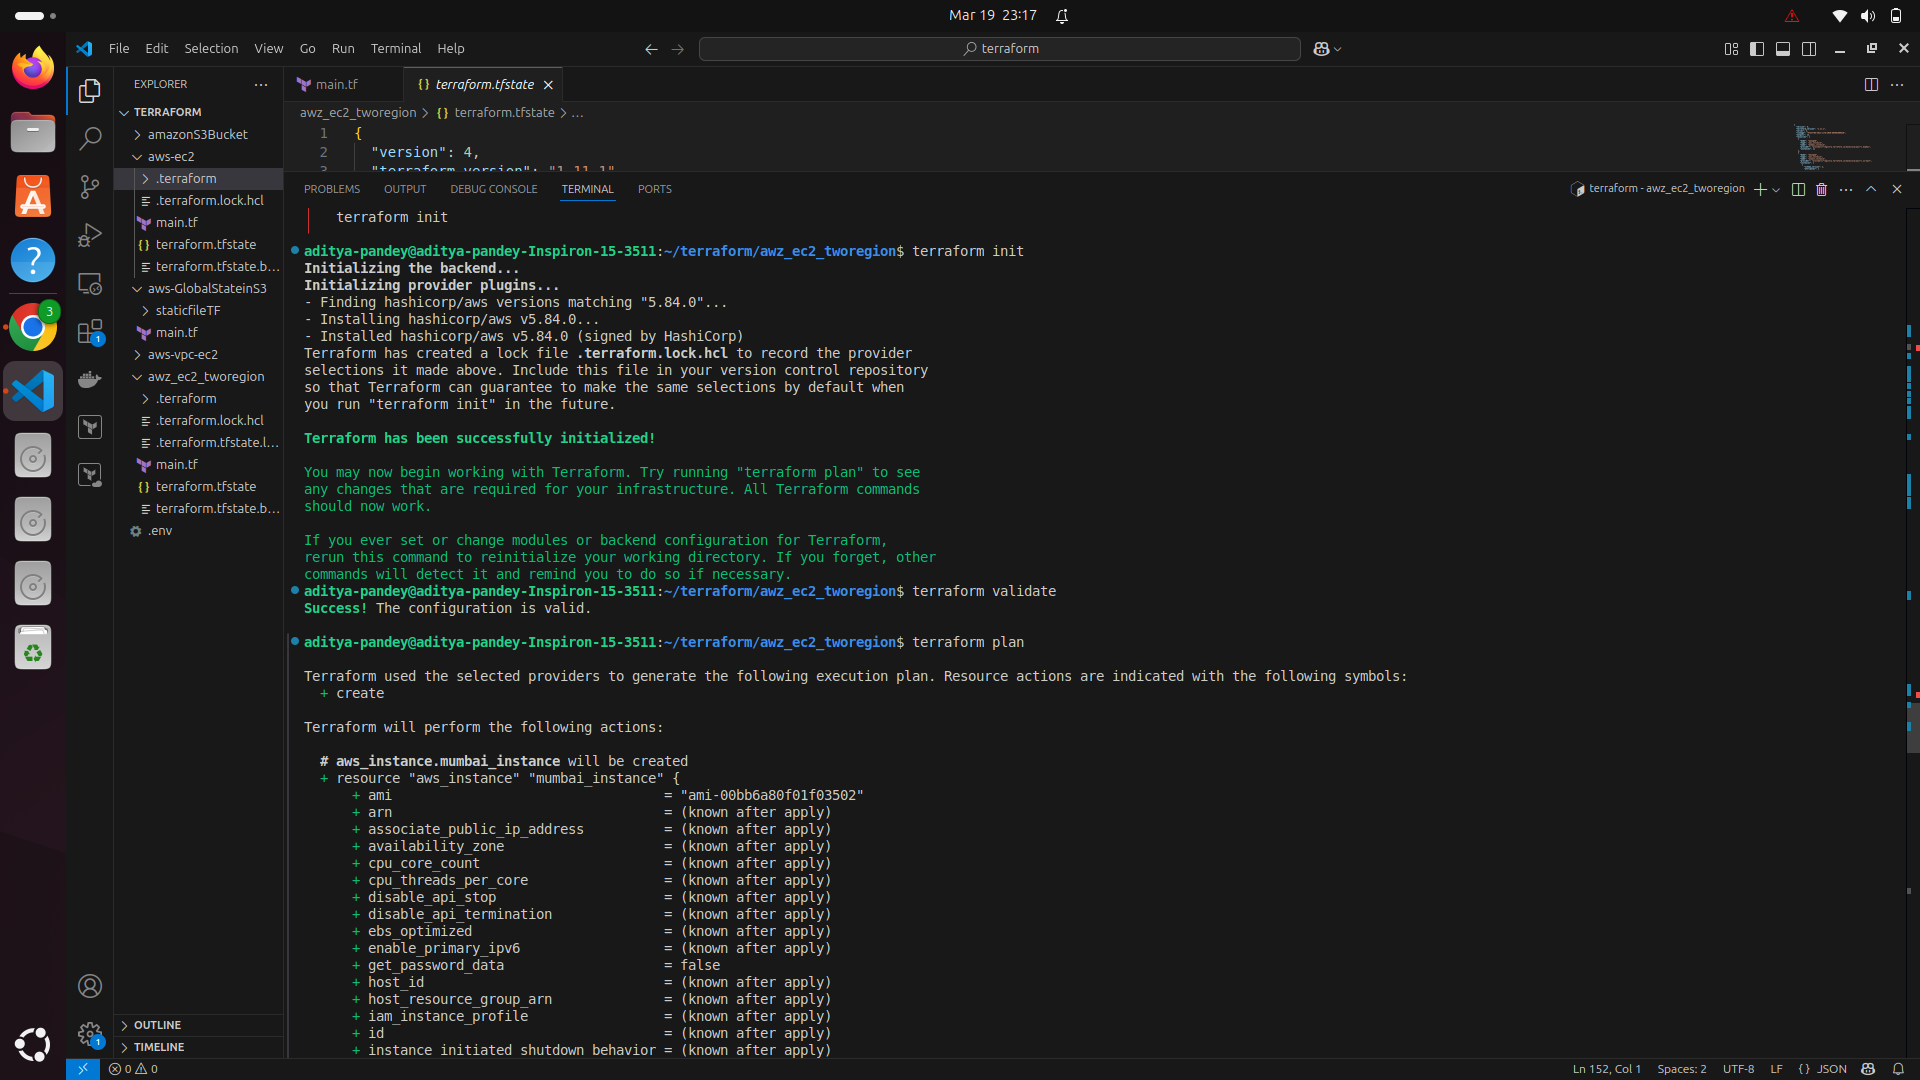 Mar 19 23:17
File Edit Selection View Go Run Terminal Help
terraform
EXPLORER
main.tf
{} terraform.tfstate
TERRAFORM
amazonS3Bucket
aws-ec2
.terraform
.terraform.lock.hcl
main.tf
{} terraform.tfstate
terraform.tfstate.b...
aws-GlobalStateinS3
staticfileTF
main.tf
aws-vpc-ec2
awz_ec2_tworegion
.terraform
.terraform.lock.hcl
.terraform.tfstate.l...
main.tf
{} terraform.tfstate
terraform.tfstate.b...
.env
OUTLINE
TIMELINE
3
1
1
awz_ec2_tworegion > {} terraform.tfstate > ...
1 {
2 "version": 4,
3 "terraform_version": "1.11.1"
PROBLEMS OUTPUT DEBUG CONSOLE TERMINAL PORTS
terraform - awz_ec2_tworegion
terraform init
aditya-pandey@aditya-pandey-Inspiron-15-3511:~/terraform/awz_ec2_tworegion$ terraform init
Initializing the backend...
Initializing provider plugins...
- Finding hashicorp/aws versions matching "5.84.0"...
- Installing hashicorp/aws v5.84.0...
- Installed hashicorp/aws v5.84.0 (signed by HashiCorp)
Terraform has created a lock file .terraform.lock.hcl to record the provider
selections it made above. Include this file in your version control repository
so that Terraform can guarantee to make the same selections by default when
you run "terraform init" in the future.
Terraform has been successfully initialized!
You may now begin working with Terraform. Try running "terraform plan" to see
any changes that are required for your infrastructure. All Terraform commands
should now work.
If you ever set or change modules or backend configuration for Terraform,
rerun this command to reinitialize your working directory. If you forget, other
commands will detect it and remind you to do so if necessary.
aditya-pandey@aditya-pandey-Inspiron-15-3511:~/terraform/awz_ec2_tworegion$ terraform validate
Success! The configuration is valid.
aditya-pandey@aditya-pandey-Inspiron-15-3511:~/terraform/awz_ec2_tworegion$ terraform plan
Terraform used the selected providers to generate the following execution plan. Resource actions are indicated with the following symbols:
+ create
Terraform will perform the following actions:
# aws_instance.mumbai_instance will be created
+ resource "aws_instance" "mumbai_instance" {
+ ami = "ami-00bb6a80f01f03502"
+ arn = (known after apply)
+ associate_public_ip_address = (known after apply)
+ availability_zone = (known after apply)
+ cpu_core_count = (known after apply)
+ cpu_threads_per_core = (known after apply)
+ disable_api_stop = (known after apply)
+ disable_api_termination = (known after apply)
+ ebs_optimized = (known after apply)
+ enable_primary_ipv6 = (known after apply)
+ get_password_data = false
+ host_id = (known after apply)
+ host_resource_group_arn = (known after apply)
+ iam_instance_profile = (known after apply)
+ id = (known after apply)
+ instance_initiated_shutdown_behavior = (known after apply)
0 0
Ln 152, Col 1 Spaces: 2 UTF-8 LF {} JSON